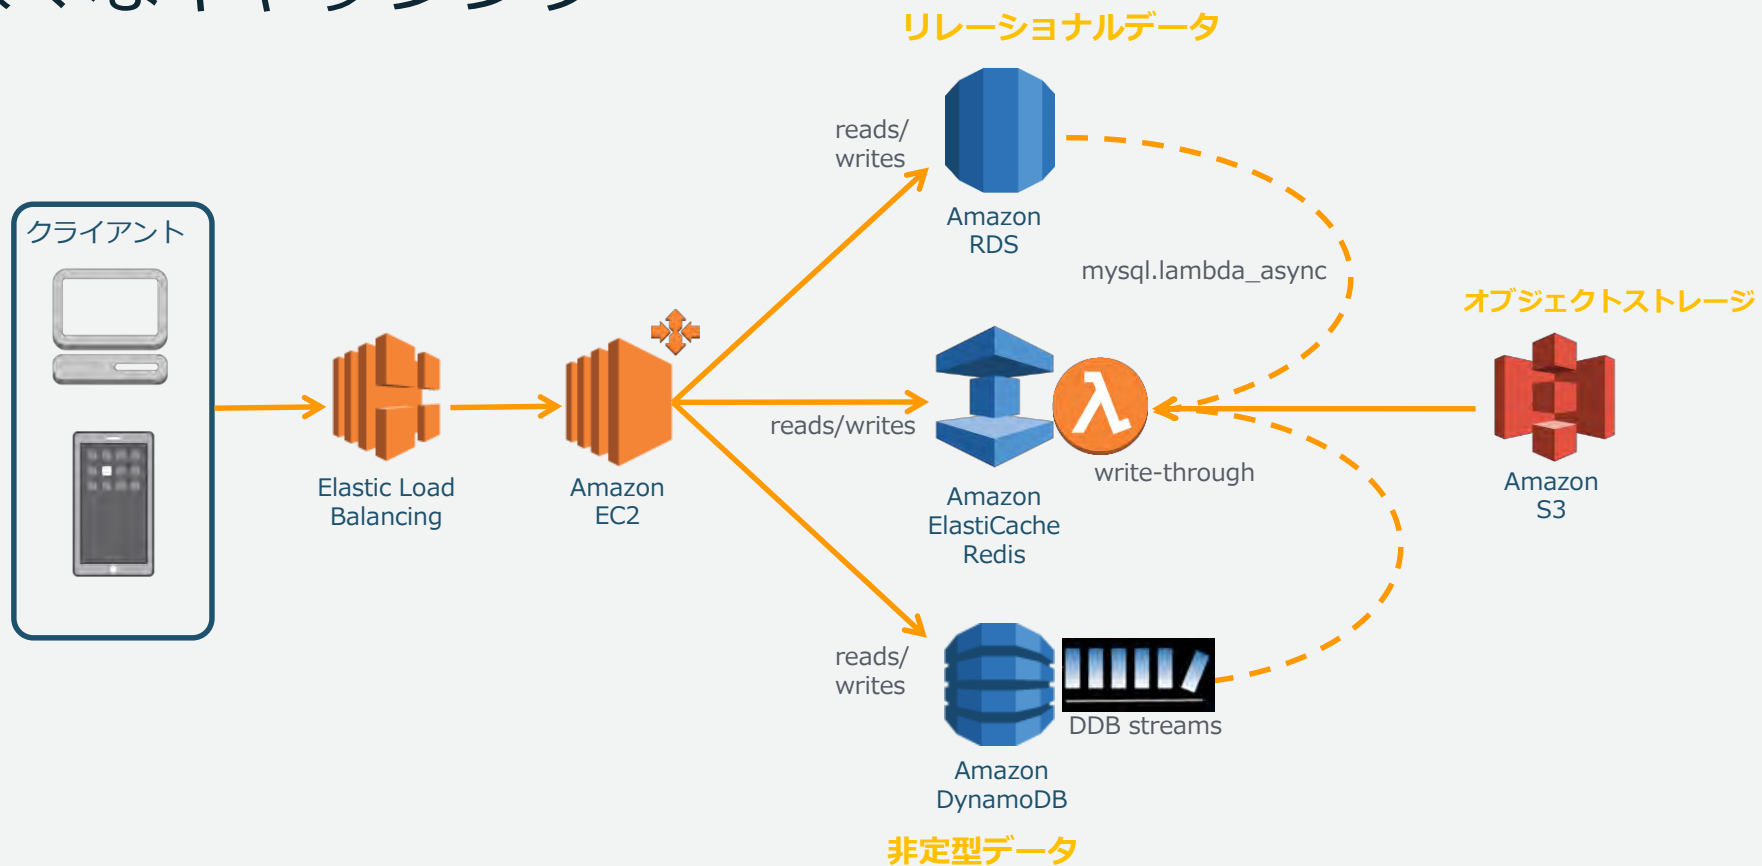 リレーショナルデータ
reads/
writes
Amazon
RDS
クライアント
mysql.lambda_async
オブジェクトストレージ
reads/writes
write-through
Elastic Load
Balancing
Amazon
EC2
Amazon
ElastiCache
Redis
Amazon
S3
reads/
writes
DDB streams
Amazon
DynamoDB
非定型データ